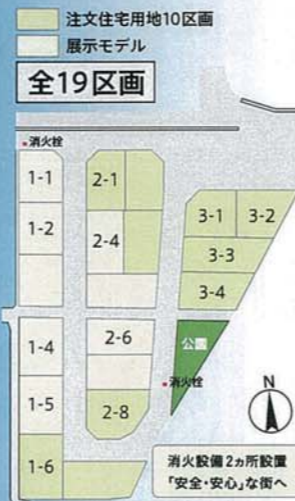 注文住宅用地10区画
展示モデル
全19区画
消火栓
1-1
2-1
1-2
2-4
3-1
3-2
3-3
3-4
1-4
2-6
公園
1-5
消火栓
2-8
1-6
N
消火設備2ヵ所設置
「安全・安心」な街へ